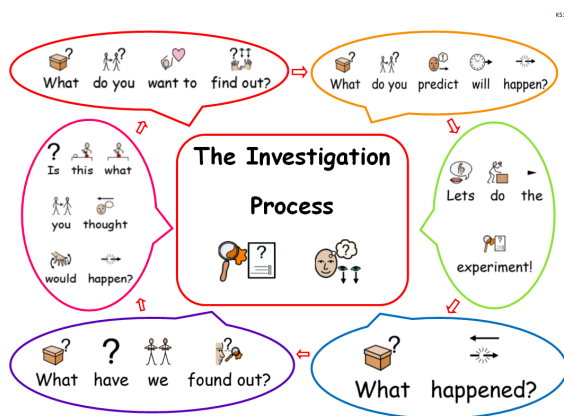 KS1
What do you want to find out?
What do you predict will happen?
The Investigation
Process
Is this what
you thought
would happen?
Lets do the
experiment!
What have we found out?
What happened?